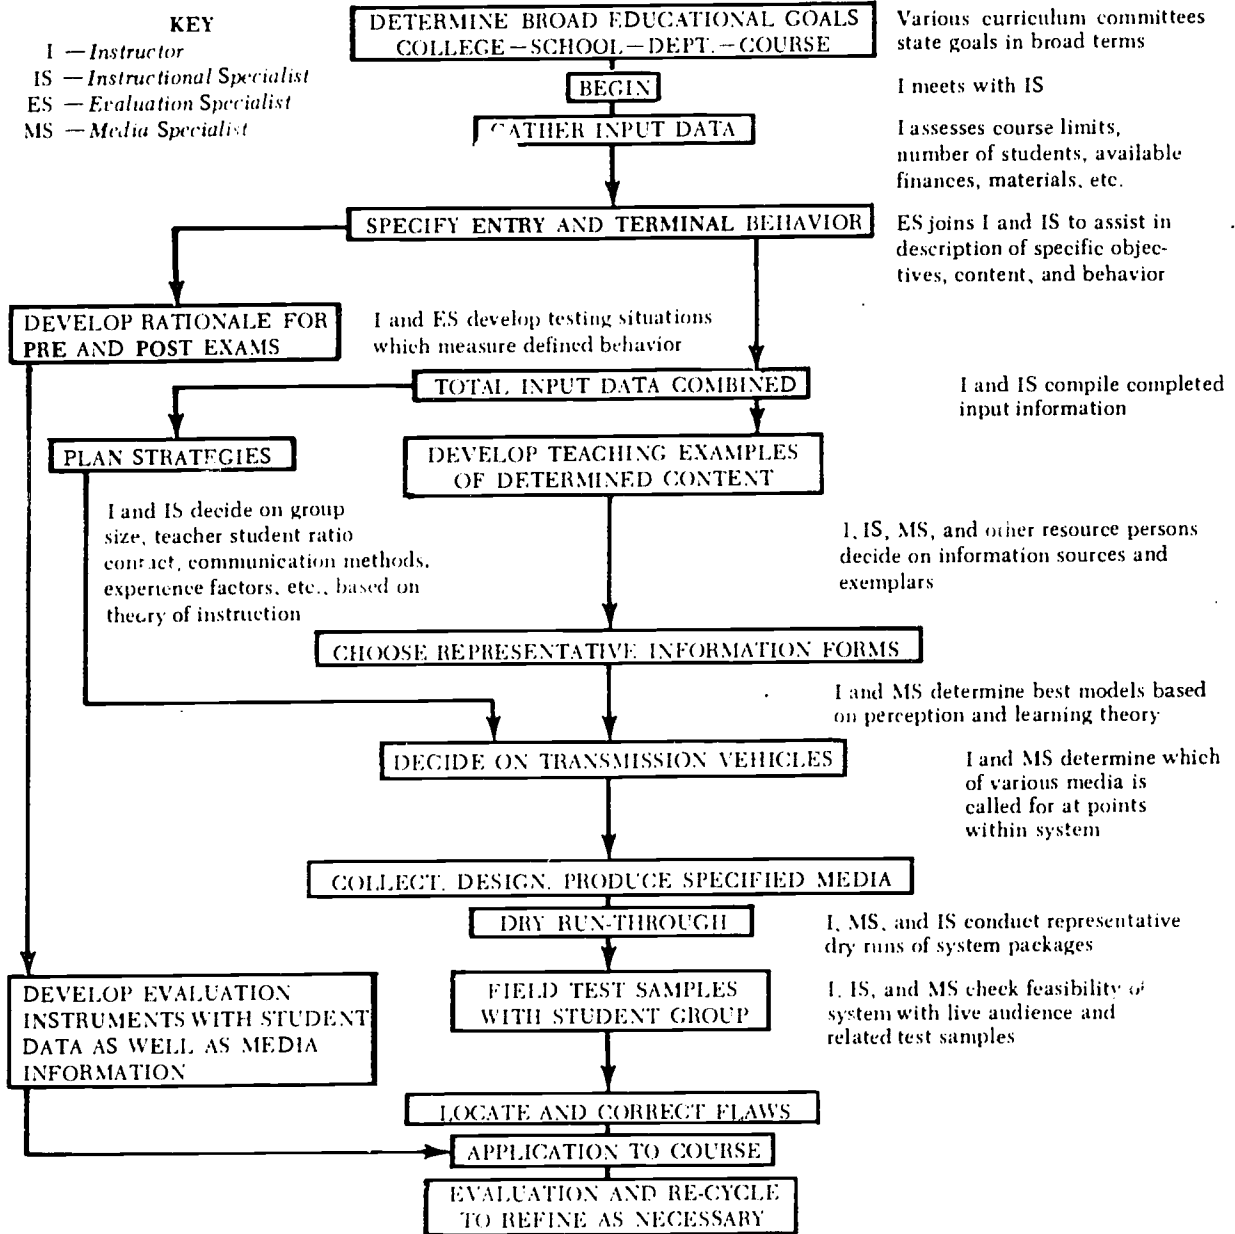 KEY
I — Instructor
IS — Instructional Specialist
ES — Evaluation Specialist
MS — Media Specialist
DETERMINE BROAD EDUCATIONAL GOALS
COLLEGE — SCHOOL — DEPT. — COURSE
Various curriculum committees
state goals in broad terms
BEGIN
I meets with IS
GATHER INPUT DATA
I assesses course limits,
number of students, available
finances, materials, etc.
SPECIFY ENTRY AND TERMINAL BEHAVIOR
ES joins I and IS to assist in
description of specific objec-
tives, content, and behavior
DEVELOP RATIONALE FOR
PRE AND POST EXAMS
I and ES develop testing situations
which measure defined behavior
TOTAL INPUT DATA COMBINED
I and IS compile completed
input information
PLAN STRATEGIES
DEVELOP TEACHING EXAMPLES
OF DETERMINED CONTENT
I and IS decide on group
size, teacher student ratio
contact, communication methods,
experience factors, etc., based on
theory of instruction
I, IS, MS, and other resource persons
decide on information sources and
exemplars
CHOOSE REPRESENTATIVE INFORMATION FORMS
I and MS determine best models based
on perception and learning theory
DECIDE ON TRANSMISSION VEHICLES
I and MS determine which
of various media is
called for at points
within system
COLLECT, DESIGN, PRODUCE SPECIFIED MEDIA
DRY RUN-THROUGH
I, MS, and IS conduct representative
dry runs of system packages
DEVELOP EVALUATION
INSTRUMENTS WITH STUDENT
DATA AS WELL AS MEDIA
INFORMATION
FIELD TEST SAMPLES
WITH STUDENT GROUP
I, IS, and MS check feasibility of
system with live audience and
related test samples
LOCATE AND CORRECT FLAWS
APPLICATION TO COURSE
EVALUATION AND RE-CYCLE
TO REFINE AS NECESSARY